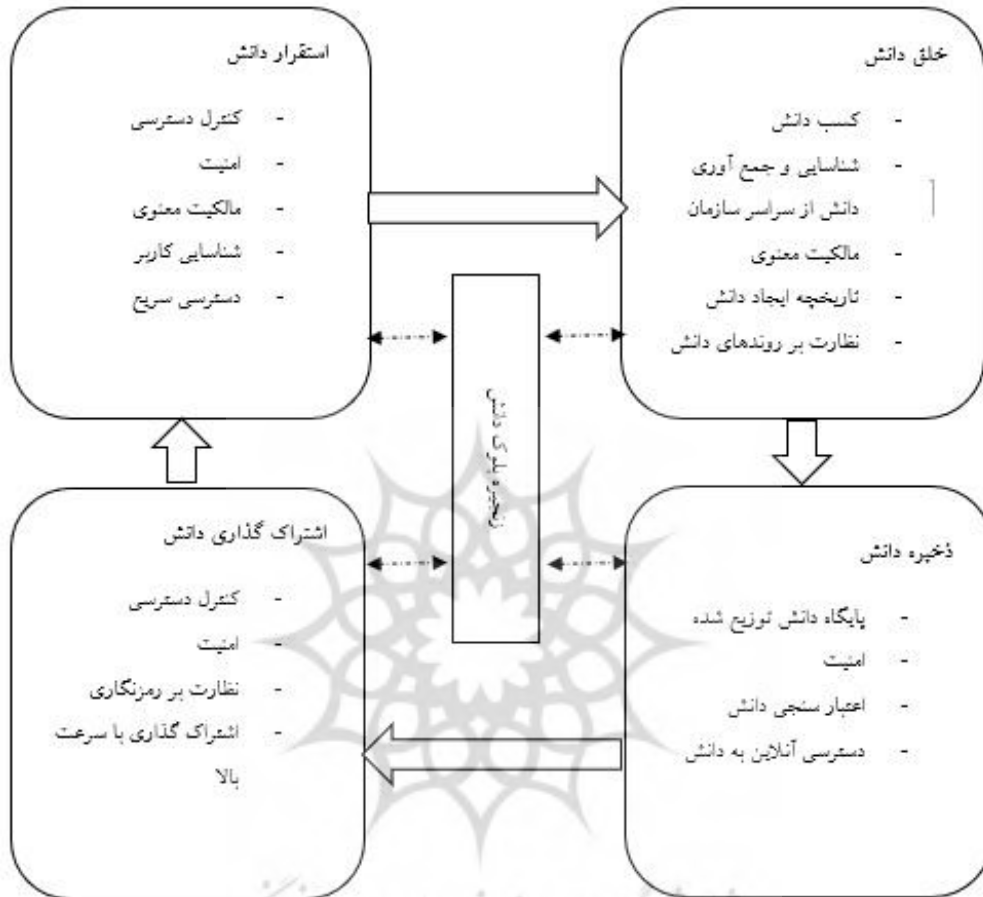 خلق دانش
- کسب دانش
- شناسایی و جمع آوری
دانش از سراسر سازمان
- مالکیت معنوی
- تاریخچه ایجاد دانش
- نظارت بر روندهای دانش
استقرار دانش
- کنترل دسترسی
- امنیت
- مالکیت معنوی
- شناسایی کاربر
- دسترسی سریع
زنجیره بلوک دانش
ذخیره دانش
- پایگاه دانش توزیع شده
- امنیت
- اعتبار سنجی دانش
- دسترسی آنلاین به دانش
اشتراک گذاری دانش
- کنترل دسترسی
- امنیت
- نظارت بر رمزنگاری
- اشتراک گذاری با سرعت
بالا